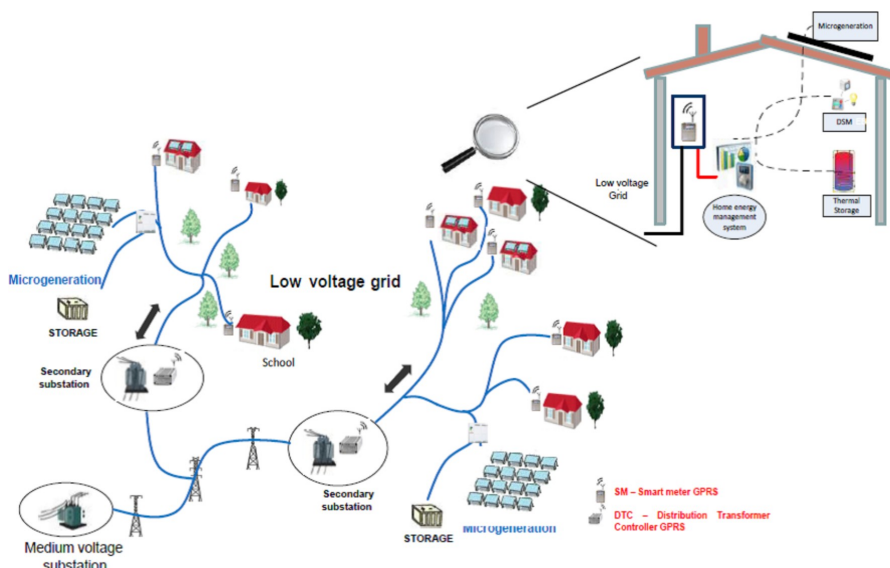 Microgeneration
DSM
Low voltage
Grid
Home energy
management
system
Thermal
Storage
Microgeneration
Low voltage grid
STORAGE
School
Secondary
substation
Secondary
substation
SM – Smart meter GPRS
DTC – Distribution Transformer
Controller GPRS
STORAGE
Microgeneration
Medium voltage
substation